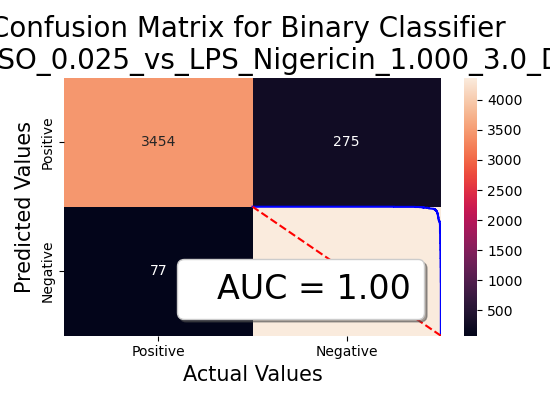 Confusion Matrix for Binary Classifier
SO_0.025_vs_LPS_Nigericin_1.000_3.0_D
Predicted Values
Positive
Negative
3454
275
77
AUC = 1.00
Positive
Negative
Actual Values
4000
3500
3000
2500
2000
1500
1000
500